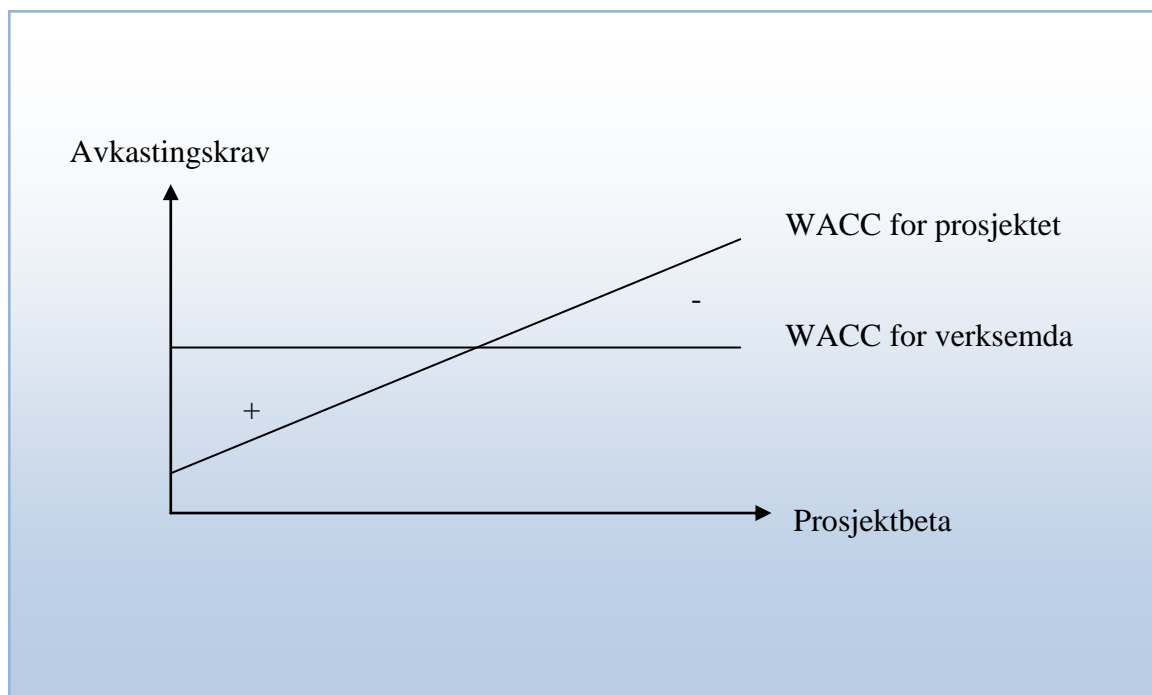 Avkastingskrav
WACC for prosjektet
-
WACC for verksemda
+
Prosjektbeta